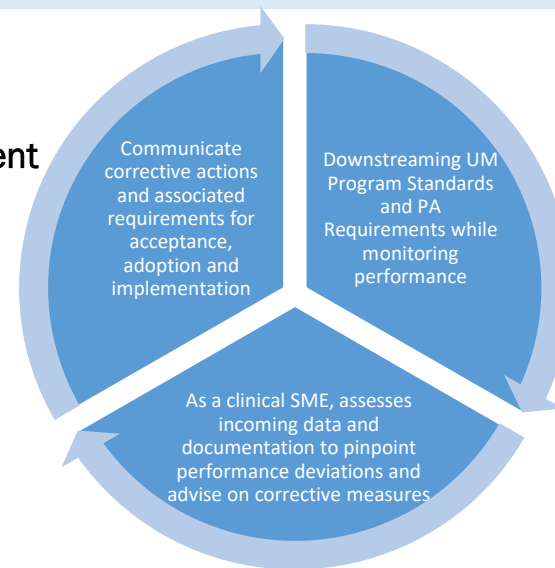 ent
Communicate
corrective actions
and associated
requirements for
acceptance,
adoption and
implementation
Downstreaming UM
Program Standards
and PA
Requirements while
monitoring
performance
As a clinical SME, assesses
incoming data and
documentation to pinpoint
performance deviations and
advise on corrective measures